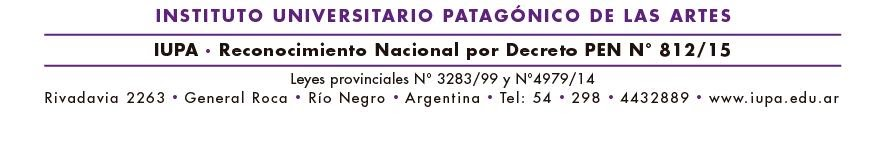 INSTITUTO UNIVERSITARIO PATAGÓNICO DE LAS ARTES
IUPA • Reconocimiento Nacional por Decreto PEN N° 812/15
Leyes provinciales N° 3283/99 y N°4979/14
Rivadavia 2263 • General Roca • Río Negro • Argentina • Tel: 54 • 298 • 4432889 • www.iupa.edu.ar